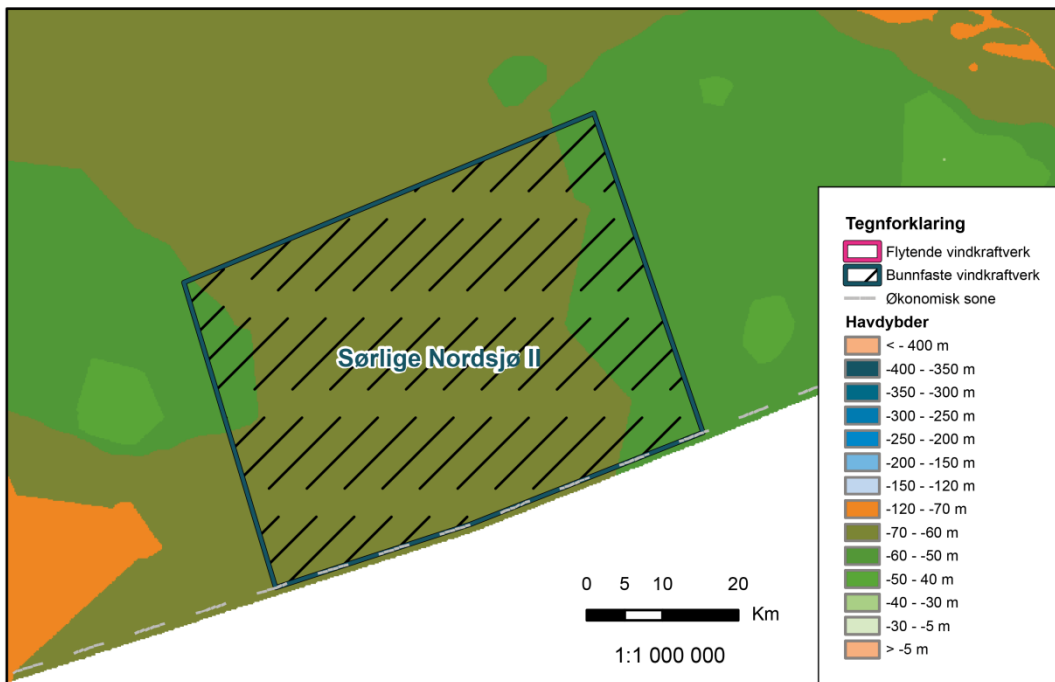 Sørlige Nordsjø II
0 5 10 20
Km
1:1 000 000
Tegnforklaring
Flytende vindkraftverk
Bunnfaste vindkraftverk
Økonomisk sone
Havdybder
< - 400 m
-400 - -350 m
-350 - -300 m
-300 - -250 m
-250 - -200 m
-200 - -150 m
-150 - -120 m
-120 - -70 m
-70 - -60 m
-60 - -50 m
-50 - 40 m
-40 - -30 m
-30 - -5 m
> -5 m